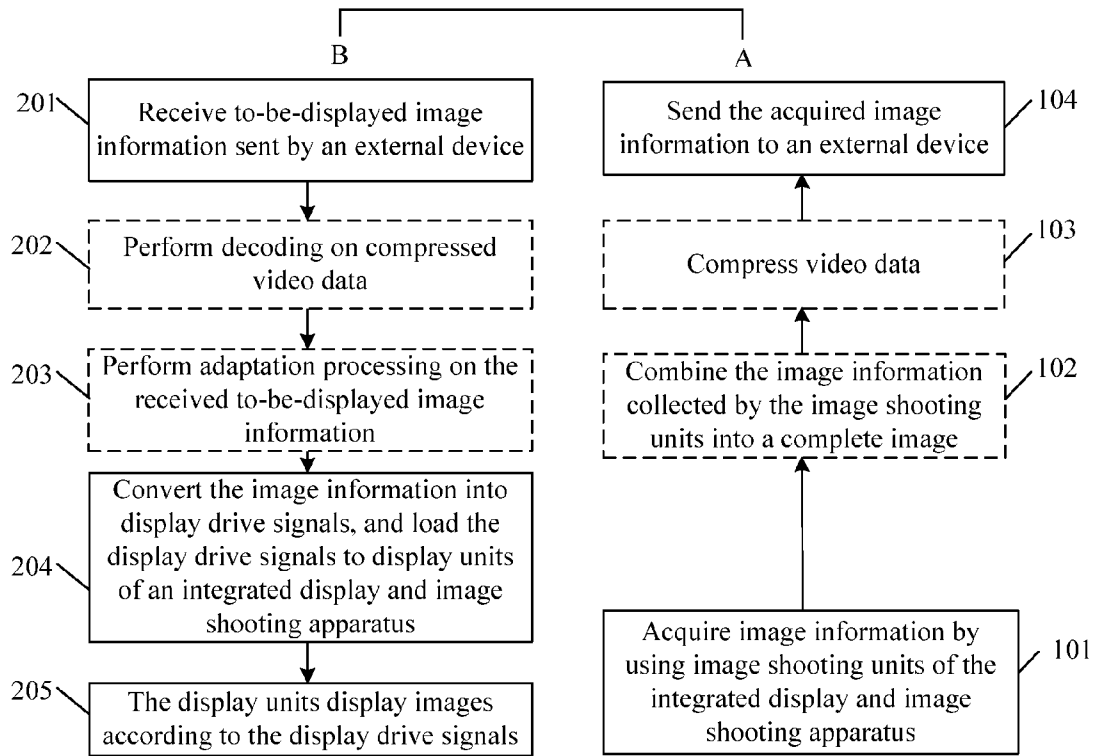 B
201
Receive to-be-displayed image
information sent by an external device
202
Perform decoding on compressed
video data
203
Perform adaptation processing on the
received to-be-displayed image
information
204
Convert the image information into
display drive signals, and load the
display drive signals to display units
of an integrated display and image
shooting apparatus
205
The display units display images
according to the display drive signals
A
Send the acquired image
information to an external device
104
Compress video data
103
Combine the image information
collected by the image shooting
units into a complete image
102
Acquire image information by
using image shooting units of the
integrated display and image
shooting apparatus
101